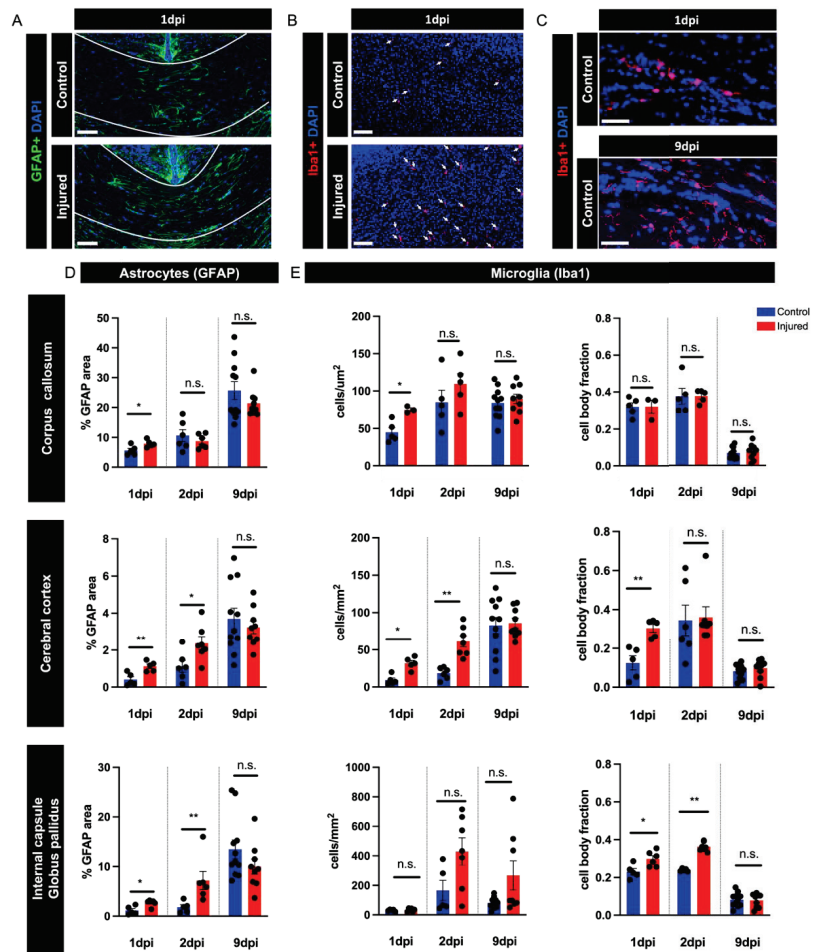 A
1dpi
GFAP+ DAPI
Control
Injured
B
1dpi
Iba1+ DAPI
Control
Injured
C
1dpi
Iba1+ DAPI
Control
9dpi
Control
D
Astrocytes (GFAP)
E
Microglia (Iba1)
Control
Injured
Corpus callosum
% GFAP area
50
40
30
20
10
0
*
n.s.
n.s.
1dpi 2dpi 9dpi
cells/um2
200
150
100
50
0
*
n.s.
n.s.
1dpi 2dpi 9dpi
cell body fraction
0.8
0.6
0.4
0.2
0.0
n.s.
n.s.
n.s.
1dpi 2dpi 9dpi
Cerebral cortex
% GFAP area
8
6
4
2
0
**
*
n.s.
1dpi 2dpi 9dpi
cells/mm2
200
150
100
50
0
*
**
n.s.
1dpi 2dpi 9dpi
cell body fraction
0.8
0.6
0.4
0.2
0.0
**
n.s.
n.s.
1dpi 2dpi 9dpi
Internal capsule
Globus pallidus
% GFAP area
30
20
10
0
*
**
n.s.
1dpi 2dpi 9dpi
cells/mm2
1000
800
600
400
200
0
n.s.
n.s.
n.s.
1dpi 2dpi 9dpi
cell body fraction
0.8
0.6
0.4
0.2
0.0
*
**
n.s.
1dpi 2dpi 9dpi